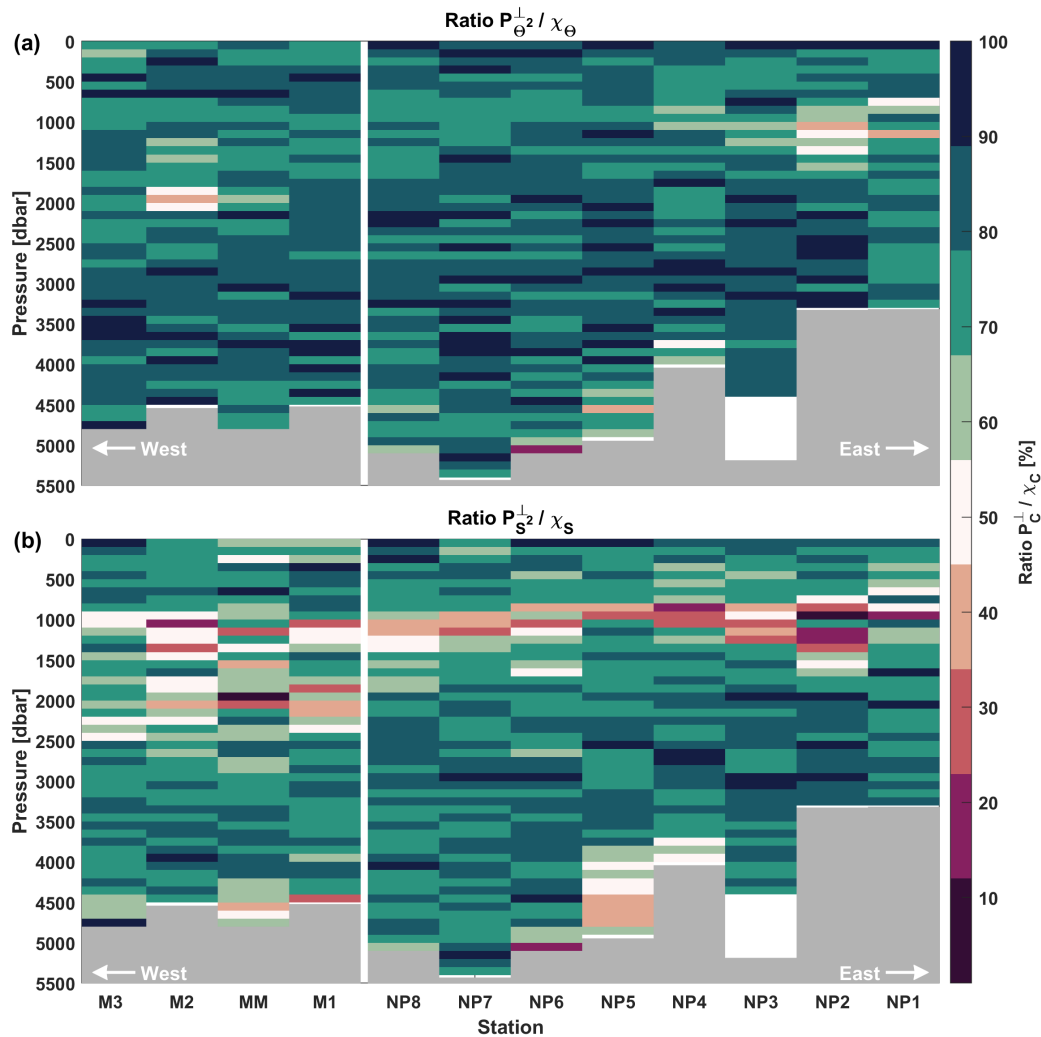 Ratio P⊥Θ² / χΘ
(a)
0
500
1000
1500
2000
2500
3000
3500
4000
4500
5000
5500
Pressure [dbar]
West
East
Ratio P⊥S² / χS
(b)
0
500
1000
1500
2000
2500
3000
3500
4000
4500
5000
5500
Pressure [dbar]
West
East
M3 M2 MM M1 NP8 NP7 NP6 NP5 NP4 NP3 NP2 NP1
Station
100
90
80
70
60
50
40
30
20
10
Ratio P⊥C / χC [%]